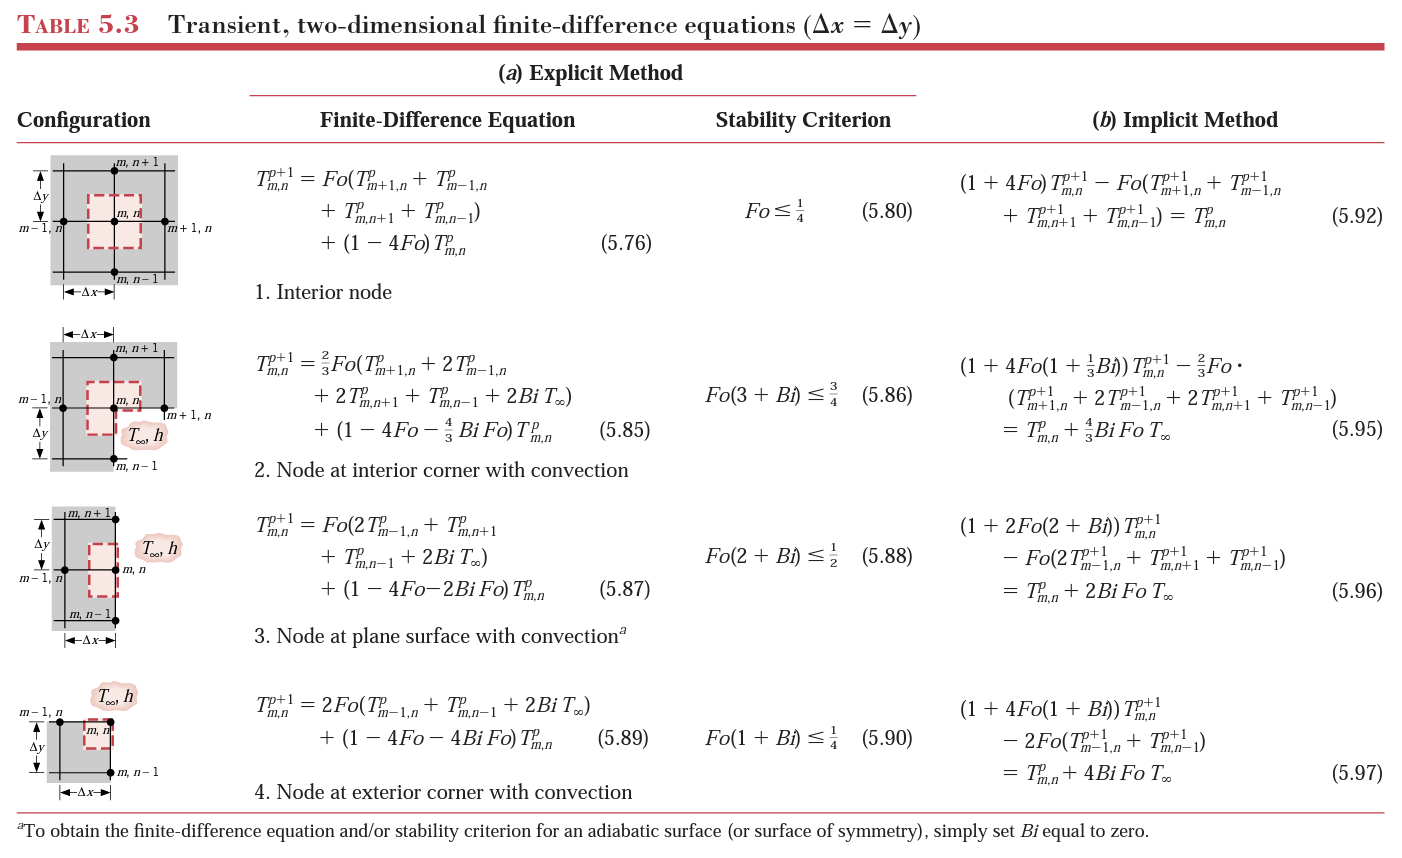 TABLE 5.3 Transient, two-dimensional finite-difference equations (Δx = Δy)
(a) Explicit Method
Configuration Finite-Difference Equation Stability Criterion (b) Implicit Method
m, n + 1
Δy
m, n
m − 1, n
m + 1, n
m, n − 1
Δx
T^{p+1}_{m,n} = Fo(T^p_{m+1,n} + T^p_{m−1,n}
+ T^p_{m,n+1} + T^p_{m,n−1})
+ (1 − 4Fo) T^p_{m,n} (5.76)
Fo ≤ 1/4 (5.80)
(1 + 4Fo) T^{p+1}_{m,n} − Fo(T^{p+1}_{m+1,n} + T^{p+1}_{m−1,n}
+ T^{p+1}_{m,n+1} + T^{p+1}_{m,n−1}) = T^p_{m,n} (5.92)
1. Interior node
Δx
m, n + 1
m − 1, n
m, n
m + 1, n
Δy
T∞, h
m, n − 1
T^{p+1}_{m,n} = 2/3 Fo(T^p_{m+1,n} + 2T^p_{m−1,n}
+ 2T^p_{m,n+1} + T^p_{m,n−1} + 2Bi T∞)
+ (1 − 4Fo − 4/3 Bi Fo) T^p_{m,n} (5.85)
Fo(3 + Bi) ≤ 3/4 (5.86)
(1 + 4Fo(1 + 1/3 Bi)) T^{p+1}_{m,n} − 2/3 Fo ·
(T^{p+1}_{m+1,n} + 2T^{p+1}_{m−1,n} + 2T^{p+1}_{m,n+1} + T^{p+1}_{m,n−1})
= T^p_{m,n} + 4/3 Bi Fo T∞ (5.95)
2. Node at interior corner with convection
m, n + 1
Δy
T∞, h
m, n
m − 1, n
m, n − 1
Δx
T^{p+1}_{m,n} = Fo(2T^p_{m−1,n} + T^p_{m,n+1}
+ T^p_{m,n−1} + 2Bi T∞)
+ (1 − 4Fo−2Bi Fo) T^p_{m,n} (5.87)
Fo(2 + Bi) ≤ 1/2 (5.88)
(1 + 2Fo(2 + Bi)) T^{p+1}_{m,n}
− Fo(2T^{p+1}_{m−1,n} + T^{p+1}_{m,n+1} + T^{p+1}_{m,n−1})
= T^p_{m,n} + 2Bi Fo T∞ (5.96)
3. Node at plane surface with convection^a
T∞, h
m − 1, n
m, n
Δy
m, n − 1
Δx
T^{p+1}_{m,n} = 2Fo(T^p_{m−1,n} + T^p_{m,n−1} + 2Bi T∞)
+ (1 − 4Fo − 4Bi Fo) T^p_{m,n} (5.89)
Fo(1 + Bi) ≤ 1/4 (5.90)
(1 + 4Fo(1 + Bi)) T^{p+1}_{m,n}
− 2Fo(T^{p+1}_{m−1,n} + T^{p+1}_{m,n−1})
= T^p_{m,n} + 4Bi Fo T∞ (5.97)
4. Node at exterior corner with convection
^aTo obtain the finite-difference equation and/or stability criterion for an adiabatic surface (or surface of symmetry), simply set Bi equal to zero.